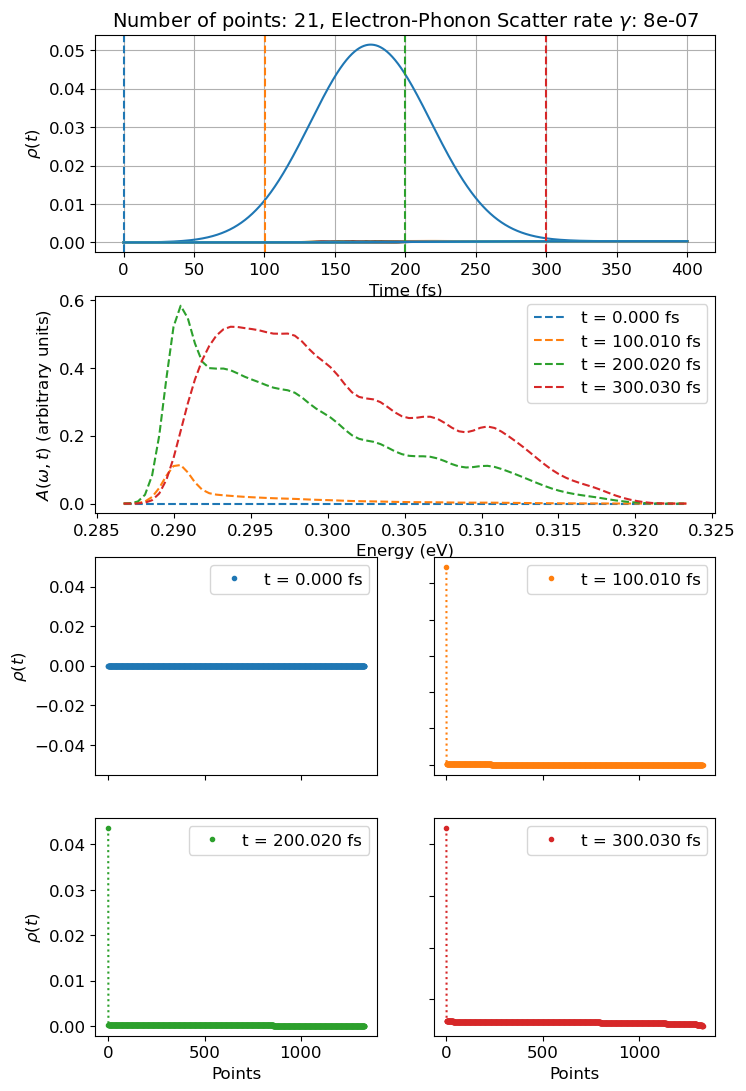 Number of points: 21, Electron-Phonon Scatter rate γ: 8e-07
0.05
0.04
0.03
0.02
0.01
0.00
ρ(t)
0 50 100 150 200 250 300 350 400
Time (fs)
0.6
0.4
0.2
0.0
A(ω, t) (arbitrary units)
t = 0.000 fs
t = 100.010 fs
t = 200.020 fs
t = 300.030 fs
0.285 0.290 0.295 0.300 0.305 0.310 0.315 0.320 0.325
Energy (eV)
0.04
0.02
0.00
−0.02
−0.04
ρ(t)
t = 0.000 fs
t = 100.010 fs
0.04
0.03
0.02
0.01
0.00
ρ(t)
t = 200.020 fs
0 500 1000
Points
t = 300.030 fs
0 500 1000
Points